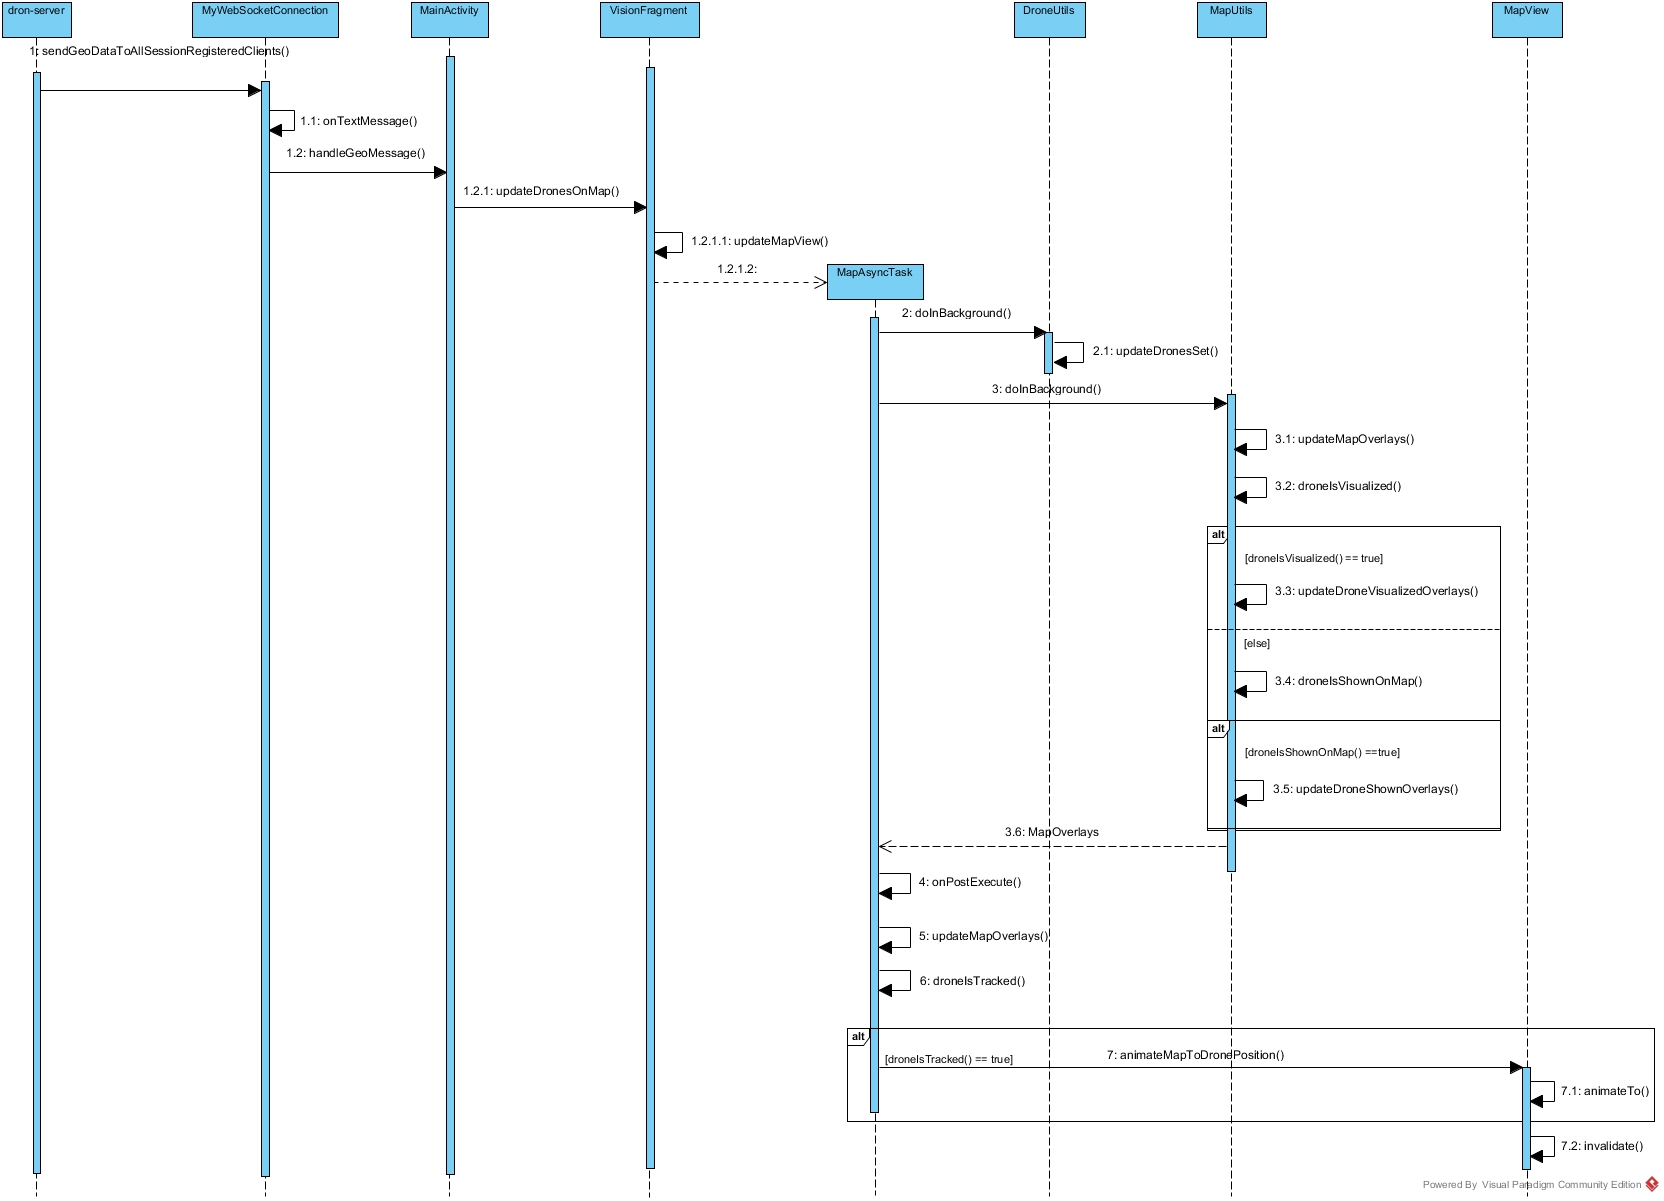 dron-server
MyWebSocketConnection
MainActivity
VisionFragment
DroneUtils
MapUtils
MapView
1: sendGeoDataToAllSessionRegisteredClients()
1.1: onTextMessage()
1.2: handleGeoMessage()
1.2.1: updateDronesOnMap()
1.2.1.1: updateMapView()
1.2.1.2:
MapAsyncTask
2: doInBackground()
2.1: updateDronesSet()
3: doInBackground()
3.1: updateMapOverlays()
3.2: droneIsVisualized()
alt
[droneIsVisualized() == true]
3.3: updateDroneVisualizedOverlays()
[else]
3.4: droneIsShownOnMap()
alt
[droneIsShownOnMap() ==true]
3.5: updateDroneShownOverlays()
3.6: MapOverlays
4: onPostExecute()
5: updateMapOverlays()
6: droneIsTracked()
alt
[droneIsTracked() == true]
7: animateMapToDronePosition()
7.1: animateTo()
7.2: invalidate()
Powered By Visual Paradigm Community Edition